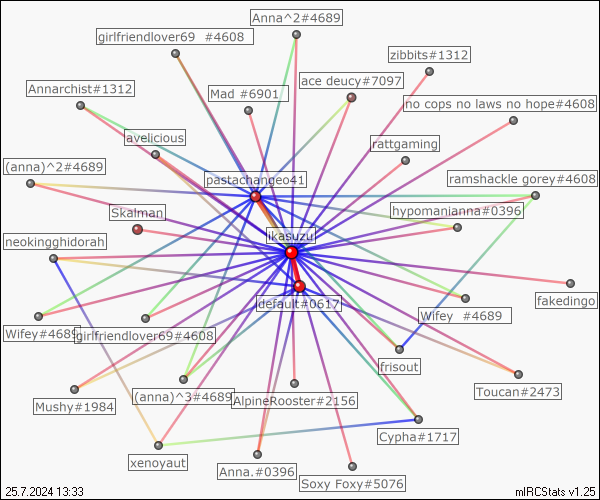 Anna^2#4689
girlfriendlover69 #4608
zibbits#1312
ace deucy#7097
Annarchist#1312
Mad #6901
no cops no laws no hope#4608
avelicious
rattgaming
(anna)^2#4689
pastachangeo41
ramshackle gorey#4608
Skalman
hypomanianna#0396
likasuzu
neokingghidorah
default#0617
fakedingo
Wifey#4689
girlfriendlover69#4608
Wifey #4689
frisout
Mushy#1984
(anna)^3#4689
AlpineRooster#2156
Toucan#2473
Cypha#1717
xenoyaut
Anna.#0396
Soxy Foxy#5076
25.7.2024 13:33
mIRCStats v1.25